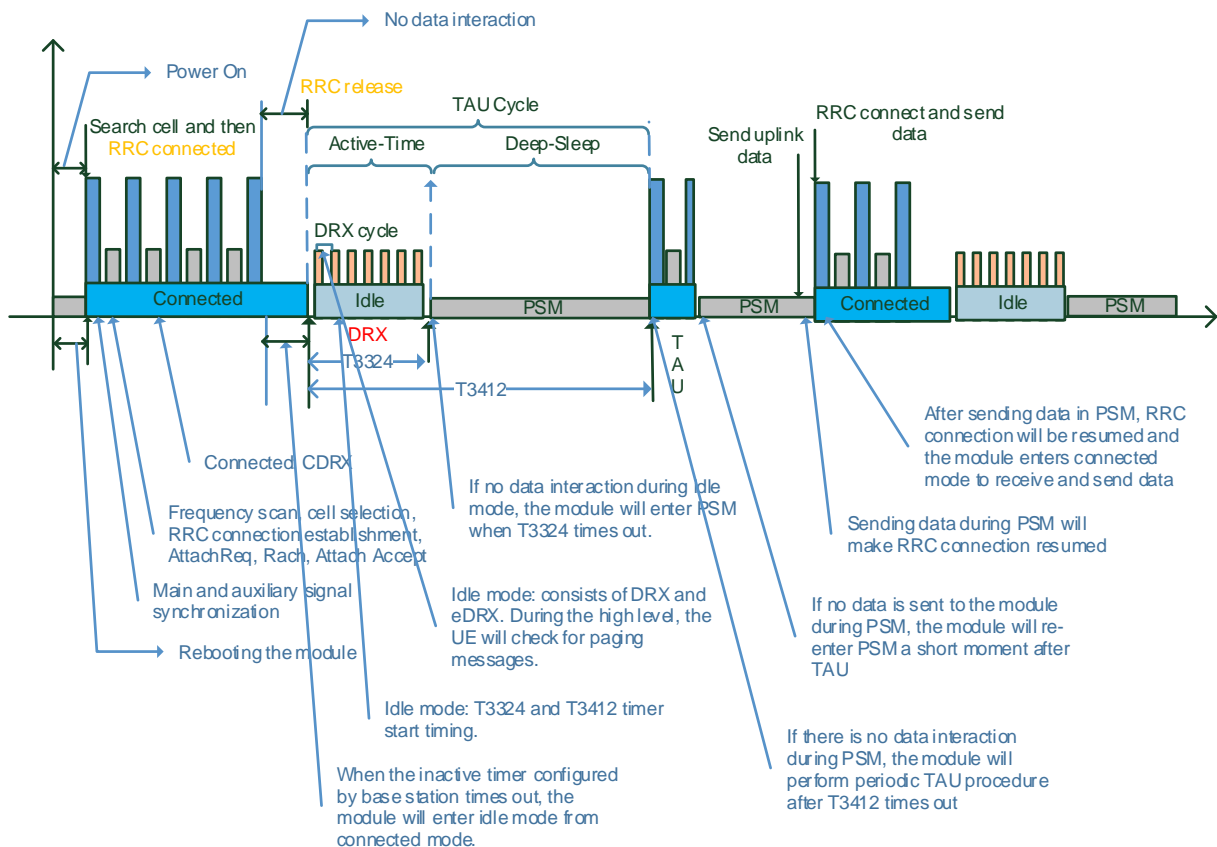 No data interaction
Power On
RRC release
TAU Cycle
Search cell and then
RRC connected
Active-Time
Deep-Sleep
Send uplink
data
RRC connect and send
data
DRX cycle
Connected
Idle
PSM
PSM
Connected
Idle
PSM
DRX
T3324
T3412
T
A
U
Connected: CDRX
Frequency scan, cell selection,
RRC connection establishment,
AttachReq, Rach, Attach Accept
Main and auxiliary signal
synchronization
Rebooting the module
If no data interaction during idle
mode, the module will enter PSM
when T3324 times out.
Idle mode: consists of DRX and
eDRX. During the high level, the
UE will check for paging
messages.
Idle mode: T3324 and T3412 timer
start timing.
When the inactive timer configured
by base station times out, the
module will enter idle mode from
connected mode.
After sending data in PSM, RRC
connection will be resumed and
the module enters connected
mode to receive and send data
Sending data during PSM will
make RRC connection resumed
If no data is sent to the module
during PSM, the module will re-
enter PSM a short moment after
TAU
If there is no data interaction
during PSM, the module will
perform periodic TAU procedure
after T3412 times out